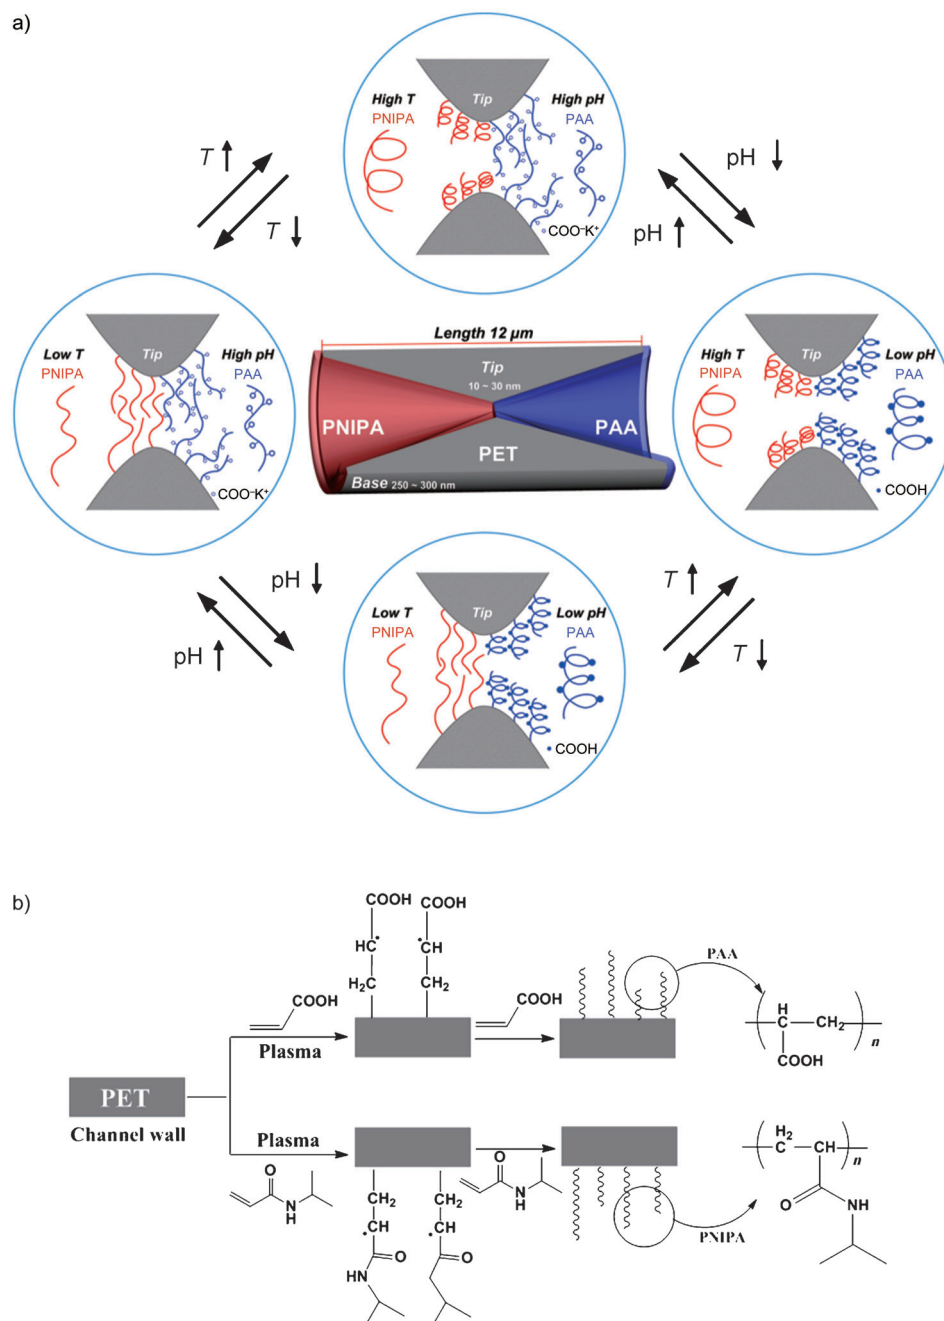 a)
High T
PNIPA
Tip
High pH
PAA
COO⁻K⁺
T ↑
T ↓
pH ↓
pH ↑
Low T
PNIPA
Tip
High pH
PAA
COO⁻K⁺
Length 12 µm
Tip
10 ~ 30 nm
PNIPA
PAA
PET
Base 250 ~ 300 nm
High T
PNIPA
Tip
Low pH
PAA
COOH
pH ↓
pH ↑
T ↑
T ↓
Low T
PNIPA
Tip
Low pH
PAA
COOH
b)
COOH
COOH
HC
CH
H₂C
CH₂
COOH
Plasma
COOH
PAA
H
C
CH₂
n
COOH
PET
Channel wall
Plasma
O
N
H
CH₂
CH₂
CH
CH
HN
O
O
O
N
H
PNIPA
H₂
C
CH
n
O
NH